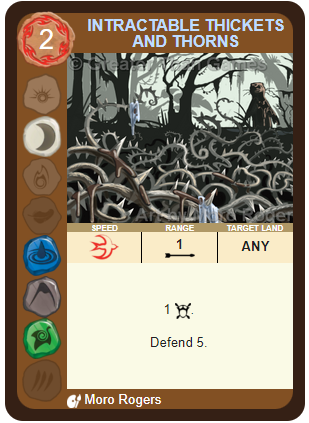 2
INTRACTABLE THICKETS
AND THORNS
SPEED RANGE TARGET LAND
1 ANY
1 .
Defend 5.
Moro Rogers